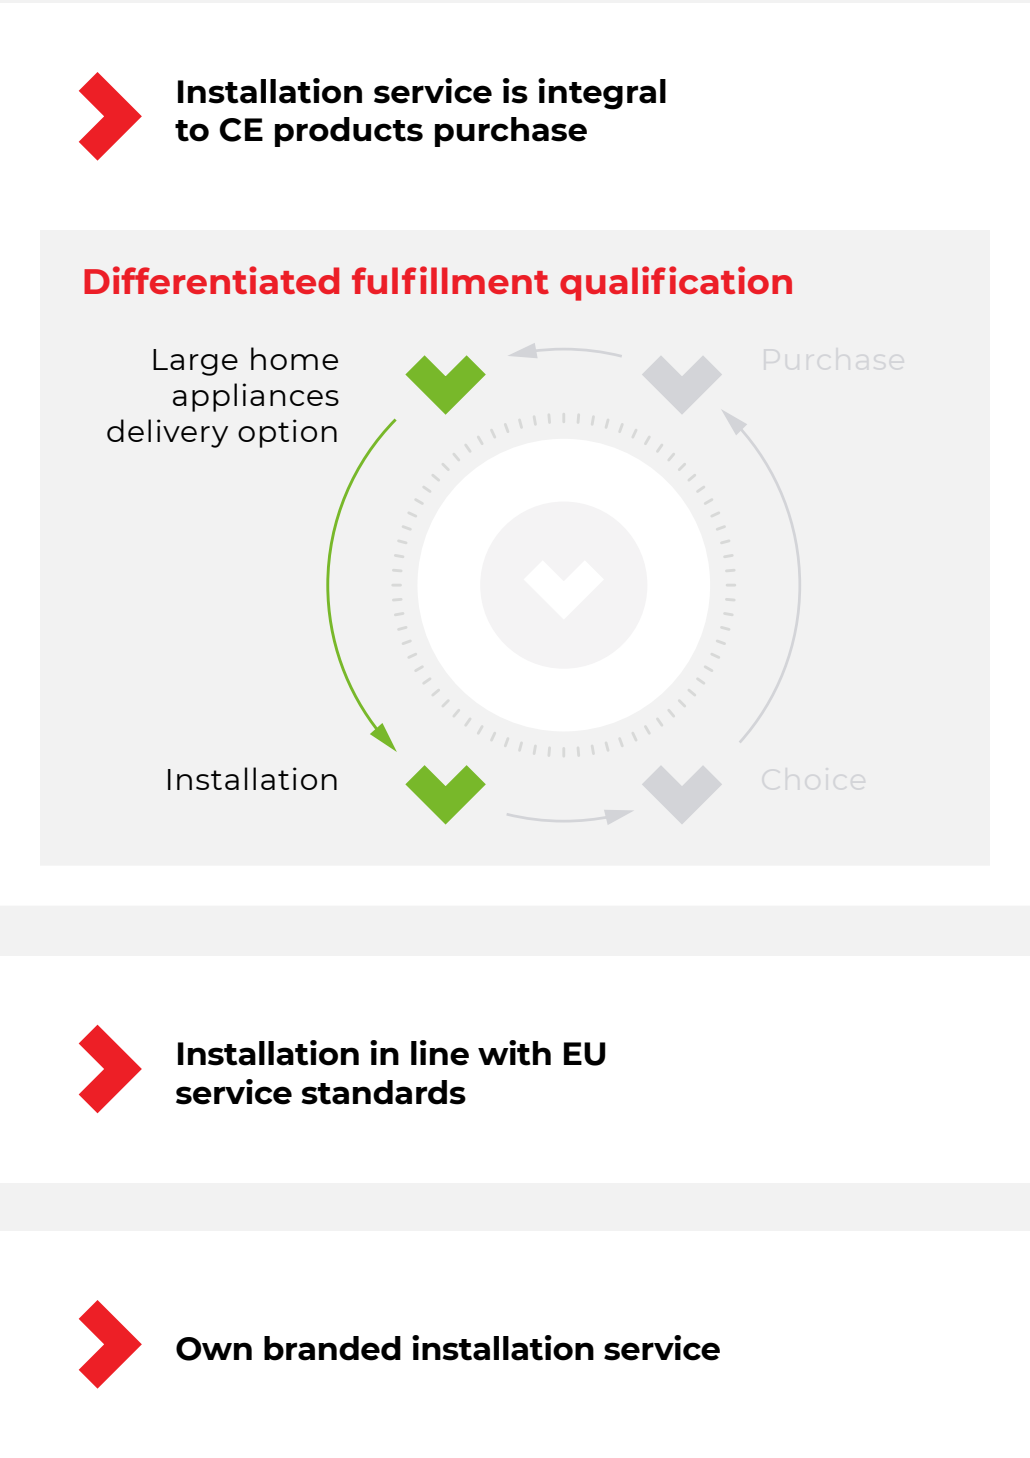 Installation service is integral
to CE products purchase
Differentiated fulfillment qualification
Large home
appliances
delivery option
Purchase
Installation
Choice
Installation in line with EU
service standards
Own branded installation service